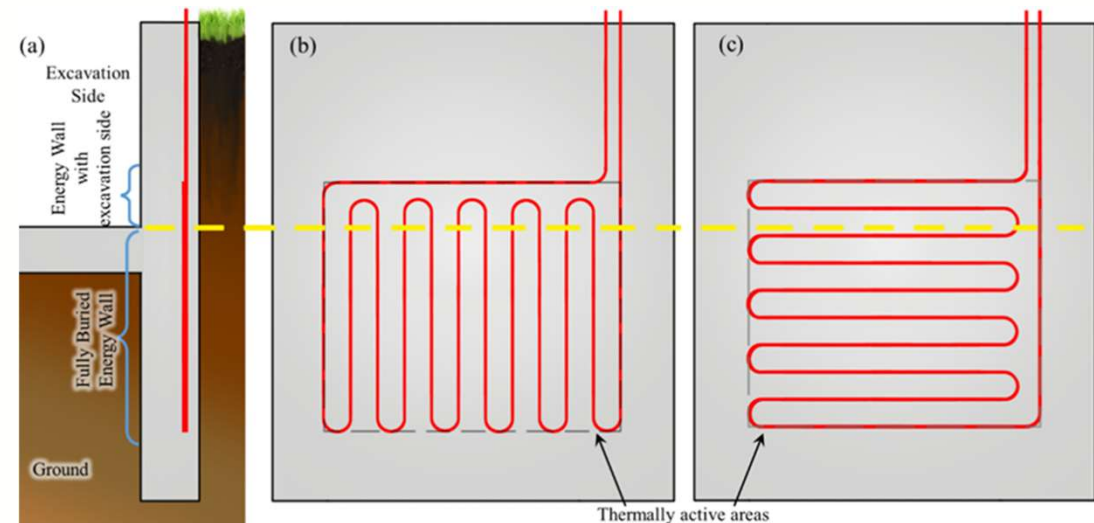 (a)
Excavation
Side
Energy Wall
with
excavation side
Fully Buried
Energy Wall
Ground
(b)
(c)
Thermally active areas